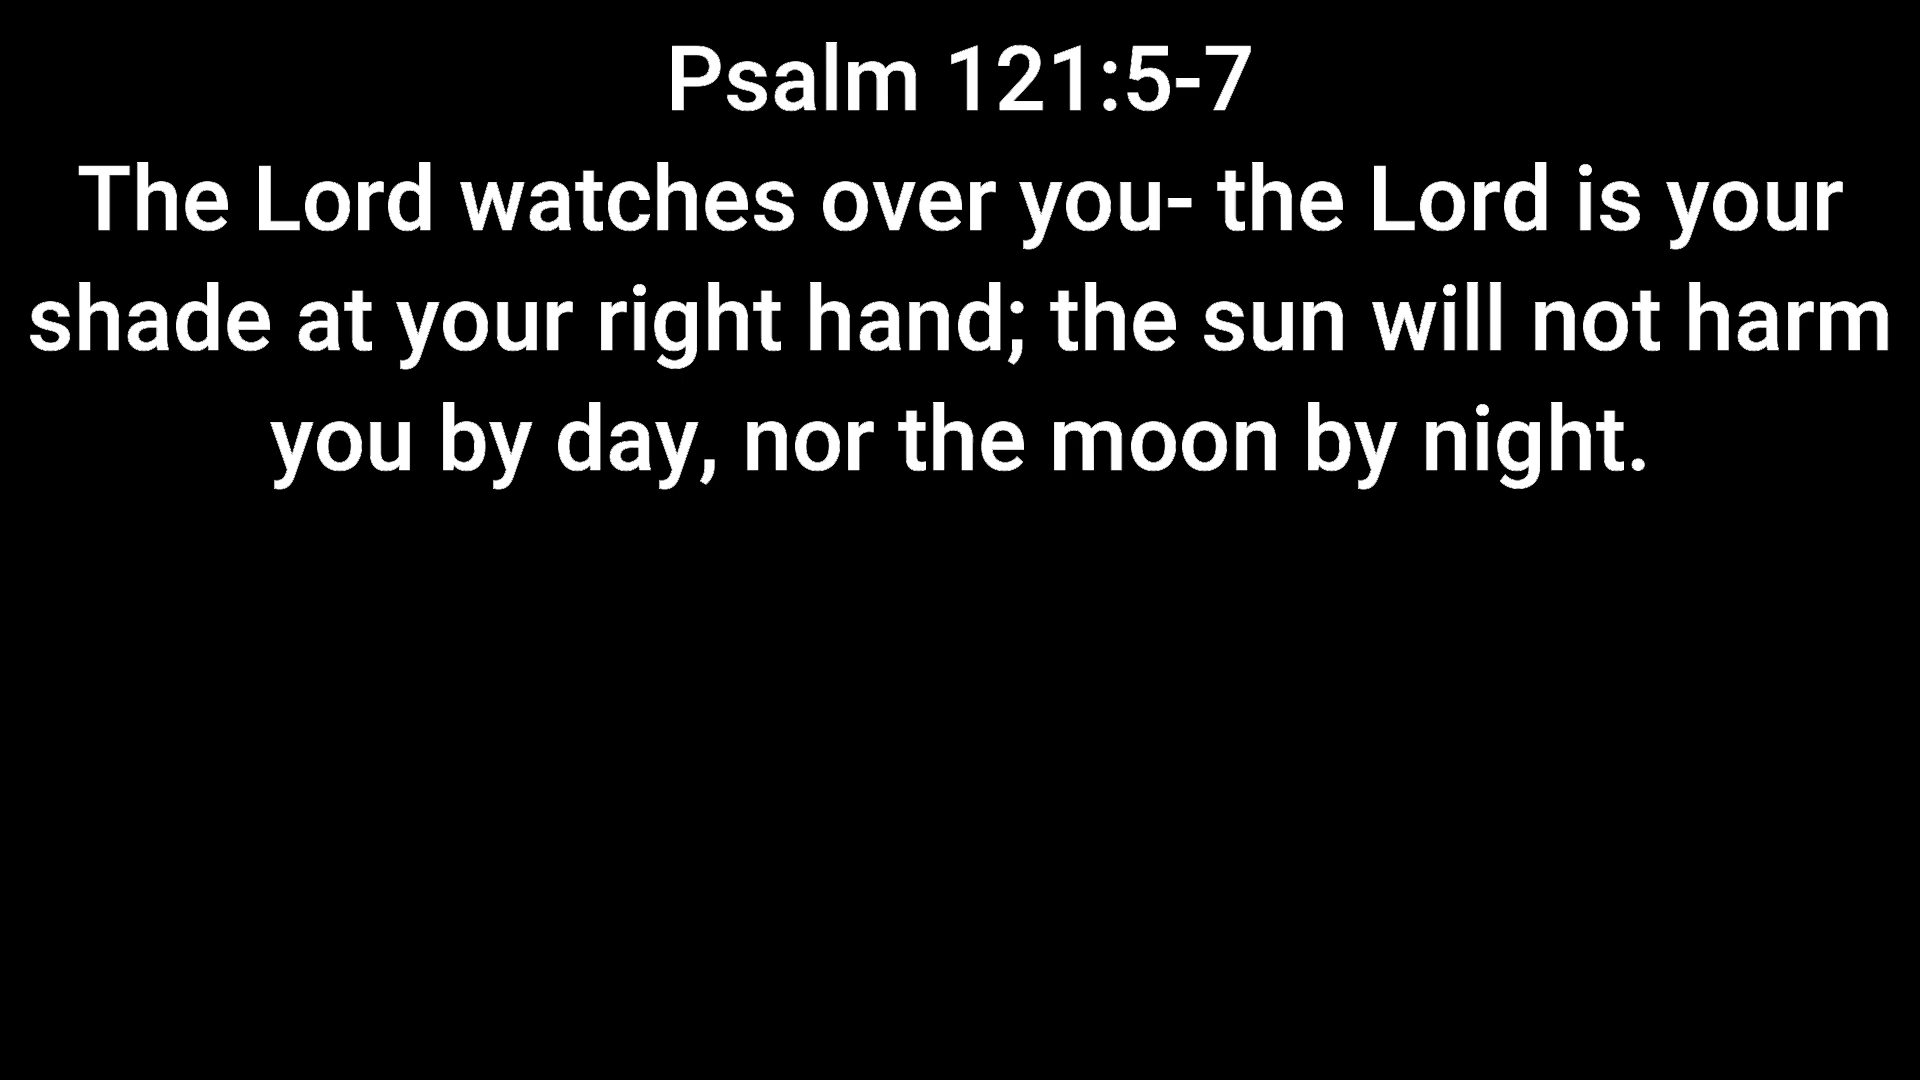 Psalm 121:5-7
The Lord watches over you- the Lord is your
shade at your right hand; the sun will not harm
you by day, nor the moon by night.